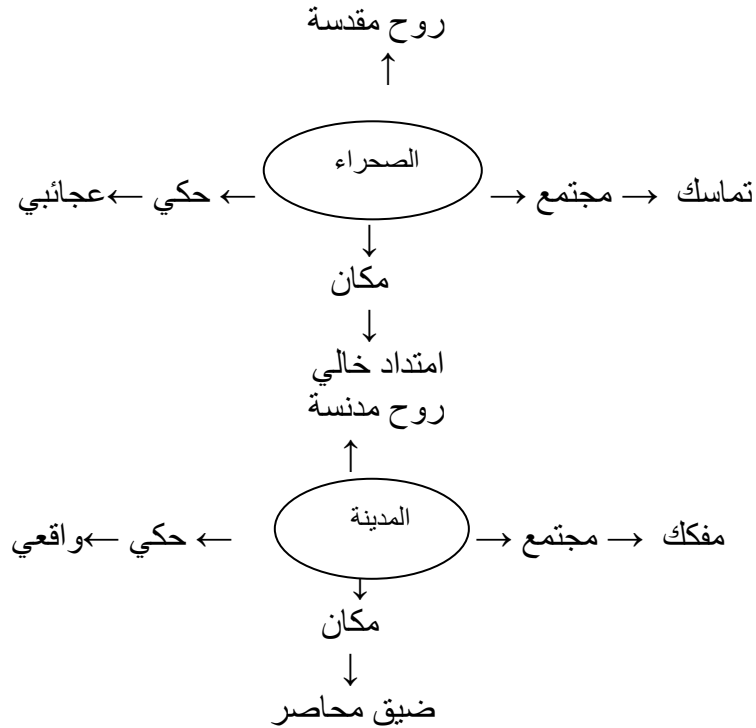 روح مقدسة
↑
الصحراء
تماسك ← مجتمع ← → حكي →عجائبي
↓
مكان
↓
امتداد خالي
روح مدنسة
↑
المدينة
مفكك ← مجتمع ← → حكي →واقعي
↓
مكان
↓
ضيق محاصر